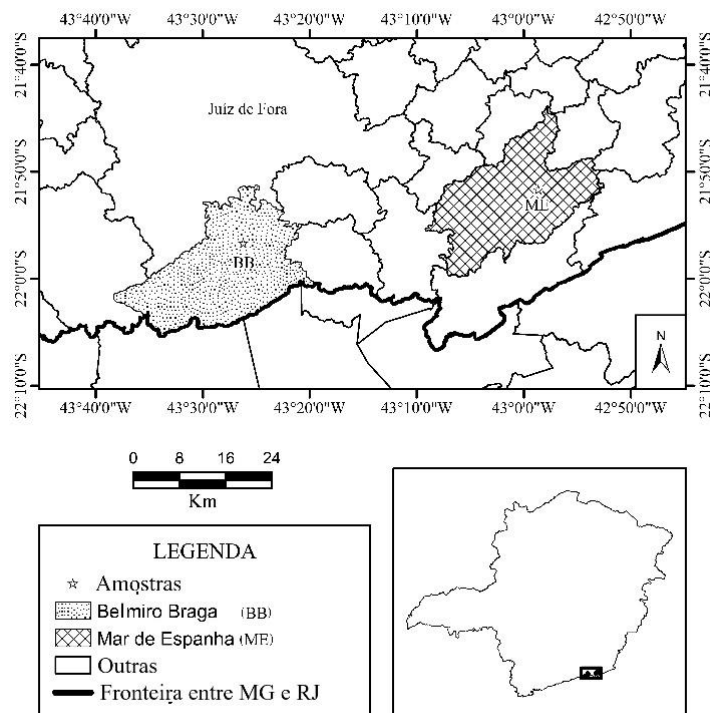 43°40'0"W 43°30'0"W 43°20'0"W 43°10'0"W 43°0'0"W 42°50'0"W
21°40'0"S 21°40'0"S
Juíz de Fora
21°50'0"S 21°50'0"S
ME
BB
22°0'0"S 22°0'0"S
N
22°10'0"S 22°10'0"S
43°40'0"W 43°30'0"W 43°20'0"W 43°10'0"W 43°0'0"W 42°50'0"W
0 8 16 24
Km
LEGENDA
Amostras
Belmiro Braga (BB)
Mar de Espanha (ME)
Outras
Fronteira entre MG e RJ